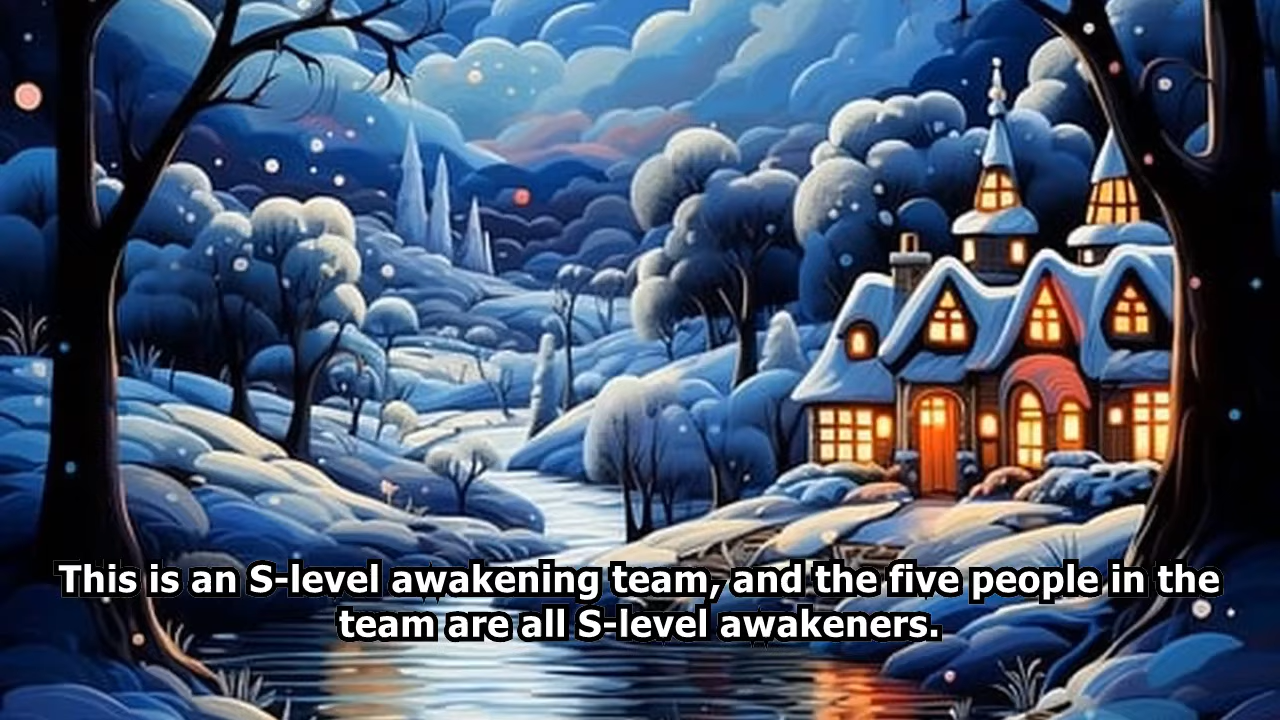 This is an S-level awakening team, and the five people in the
team are all S-level awakeners.